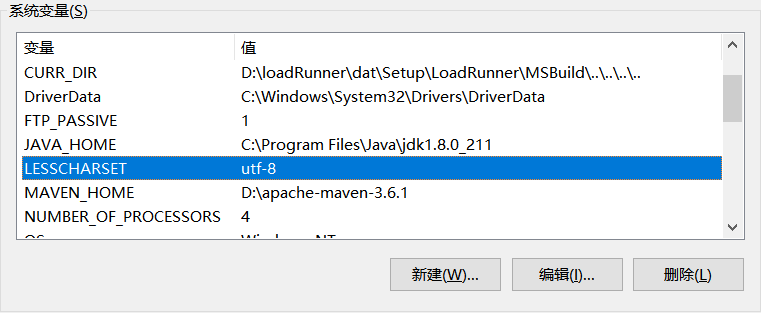 系统变量(S)
变量 值
CURR_DIR D:\loadRunner\dat\Setup\LoadRunner\MSBuild\..\..\..\..
DriverData C:\Windows\System32\Drivers\DriverData
FTP_PASSIVE 1
JAVA_HOME C:\Program Files\Java\jdk1.8.0_211
LESSCHARSET utf-8
MAVEN_HOME D:\apache-maven-3.6.1
NUMBER_OF_PROCESSORS 4
OS Windows_NT
新建(W)... 编辑(I)... 删除(L)